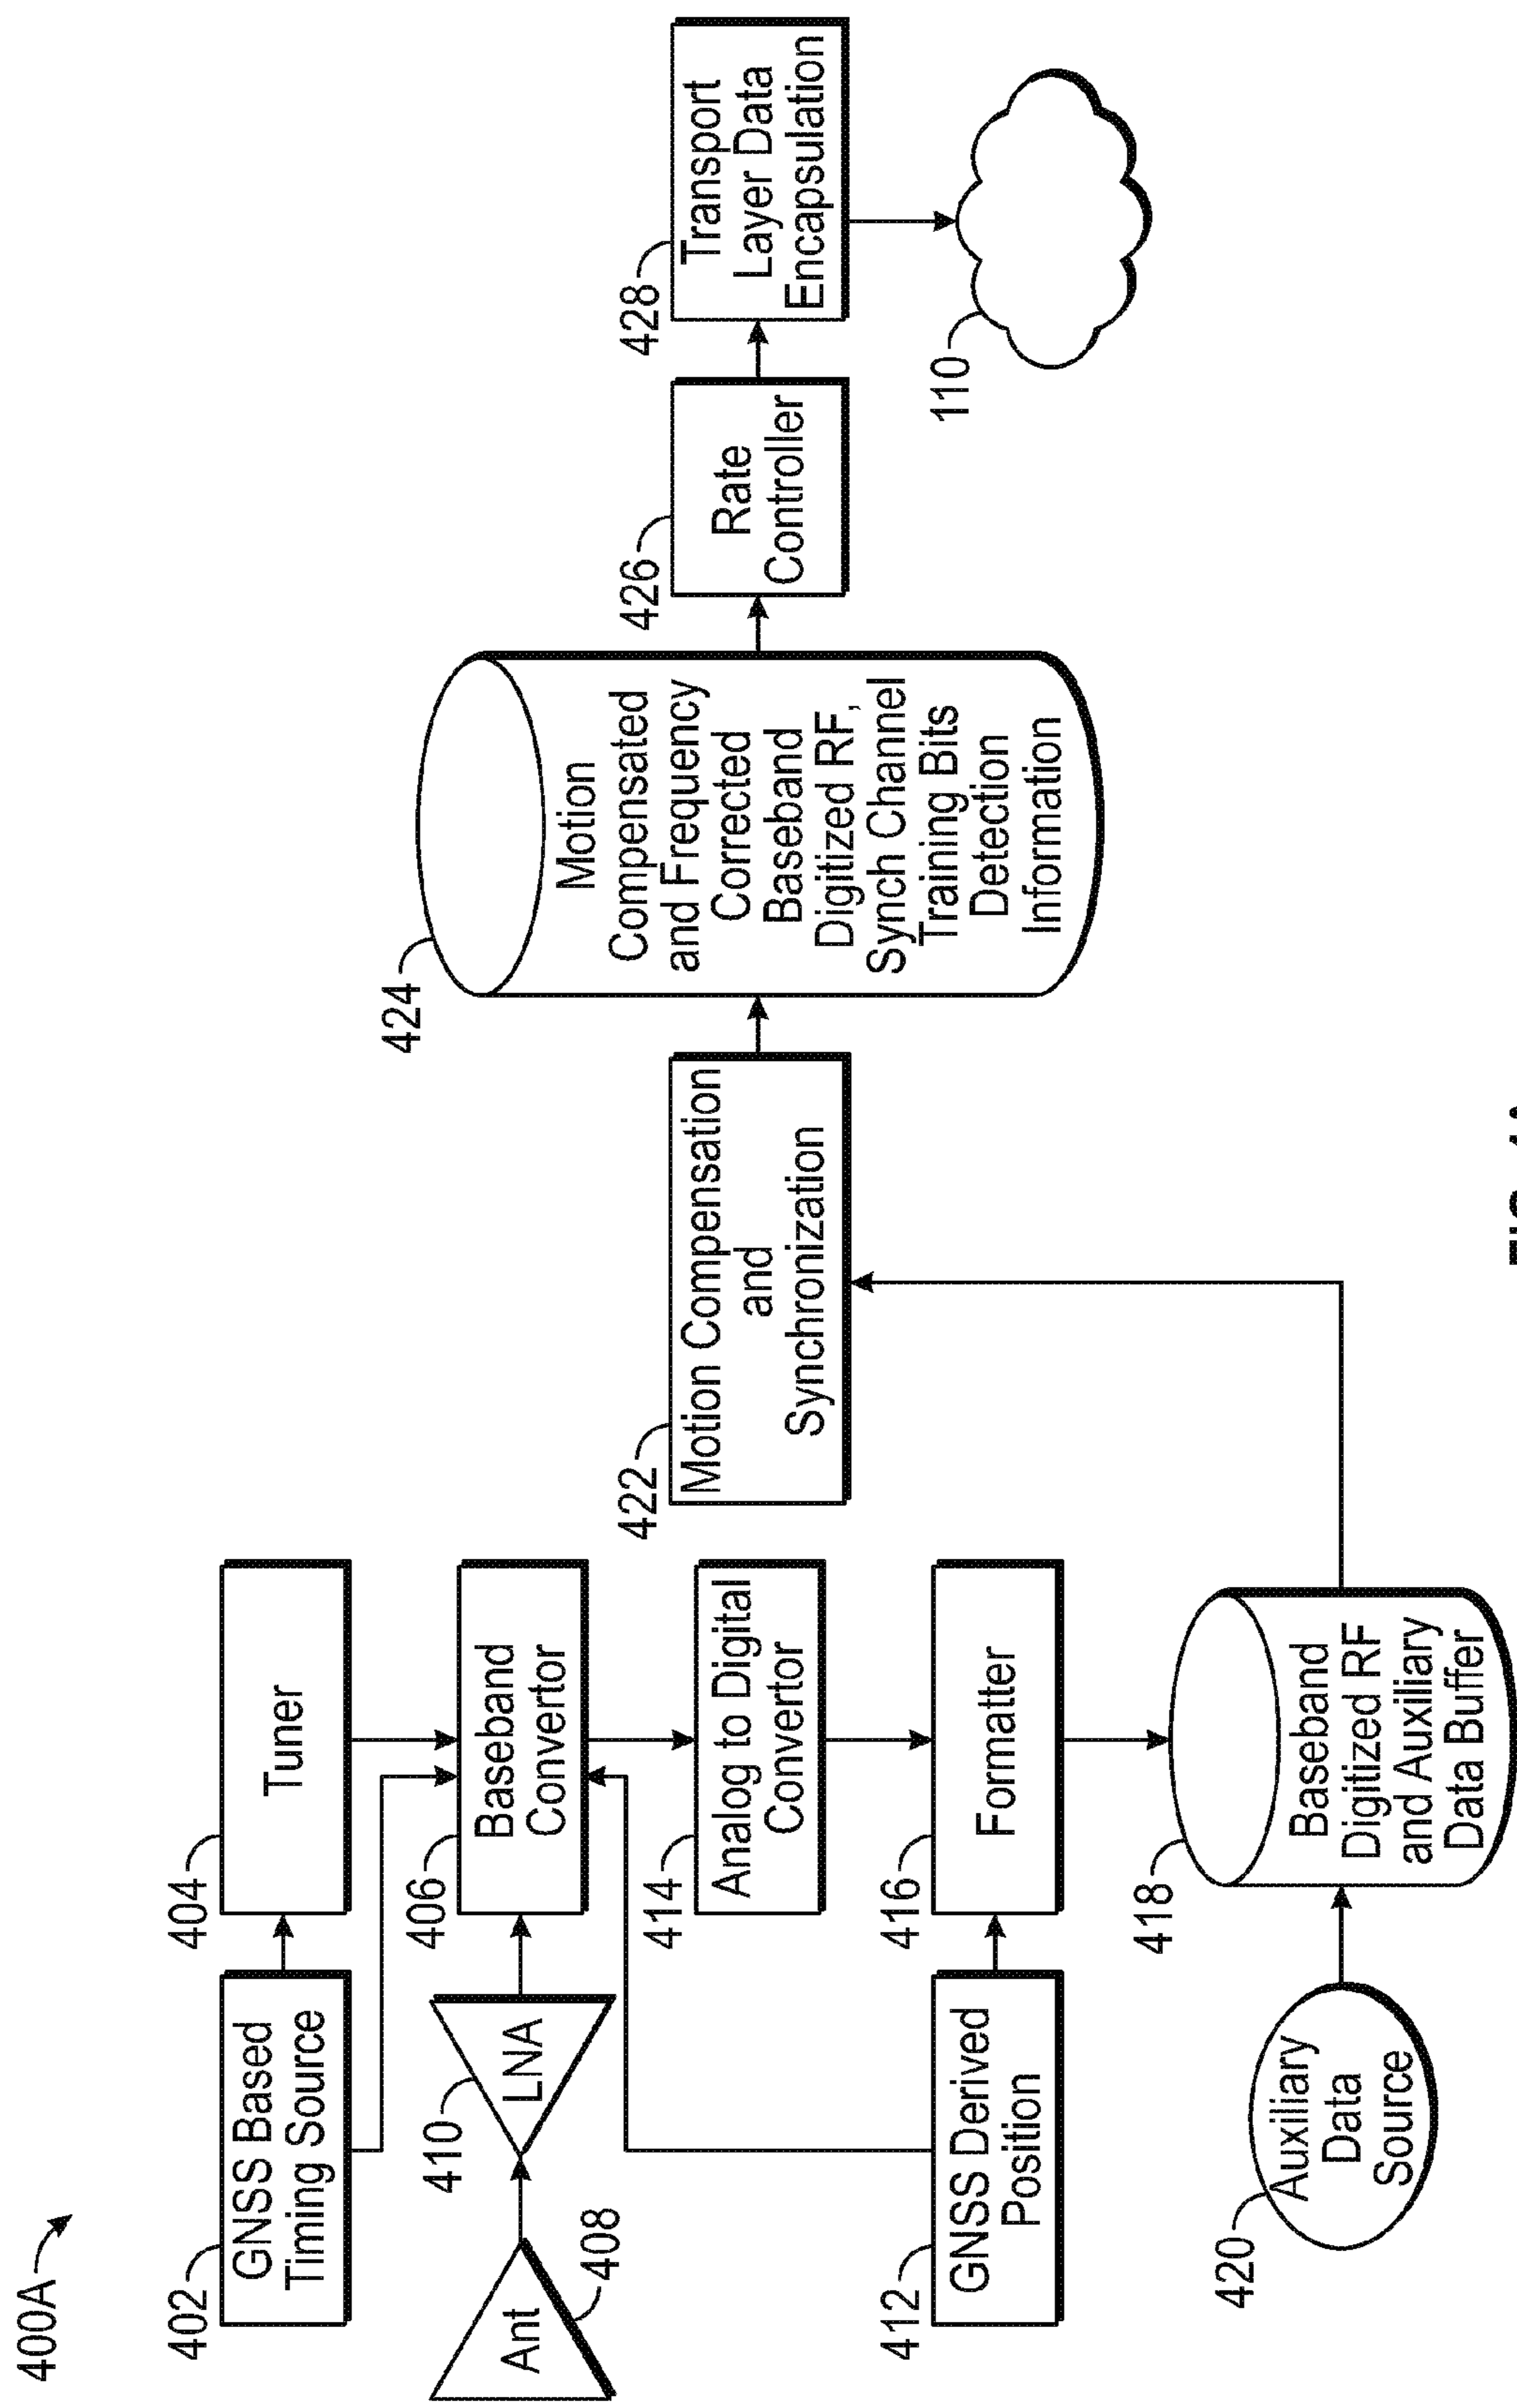 400A
402
GNSS Based
Timing Source
404
Tuner
Ant
408
410
LNA
406
Baseband
Convertor
414
Analog to Digital
Convertor
412
GNSS Derived
Position
416
Formatter
420
Auxiliary
Data
Source
418
Baseband
Digitized RF
and Auxiliary
Data Buffer
422
Motion Compensation
and
Synchronization
424
Motion
Compensated
and Frequency
Corrected
Baseband
Digitized RF,
Synch Channel
Training Bits
Detection
Information
426
Rate
Controller
428
Transport
Layer Data
Encapsulation
110